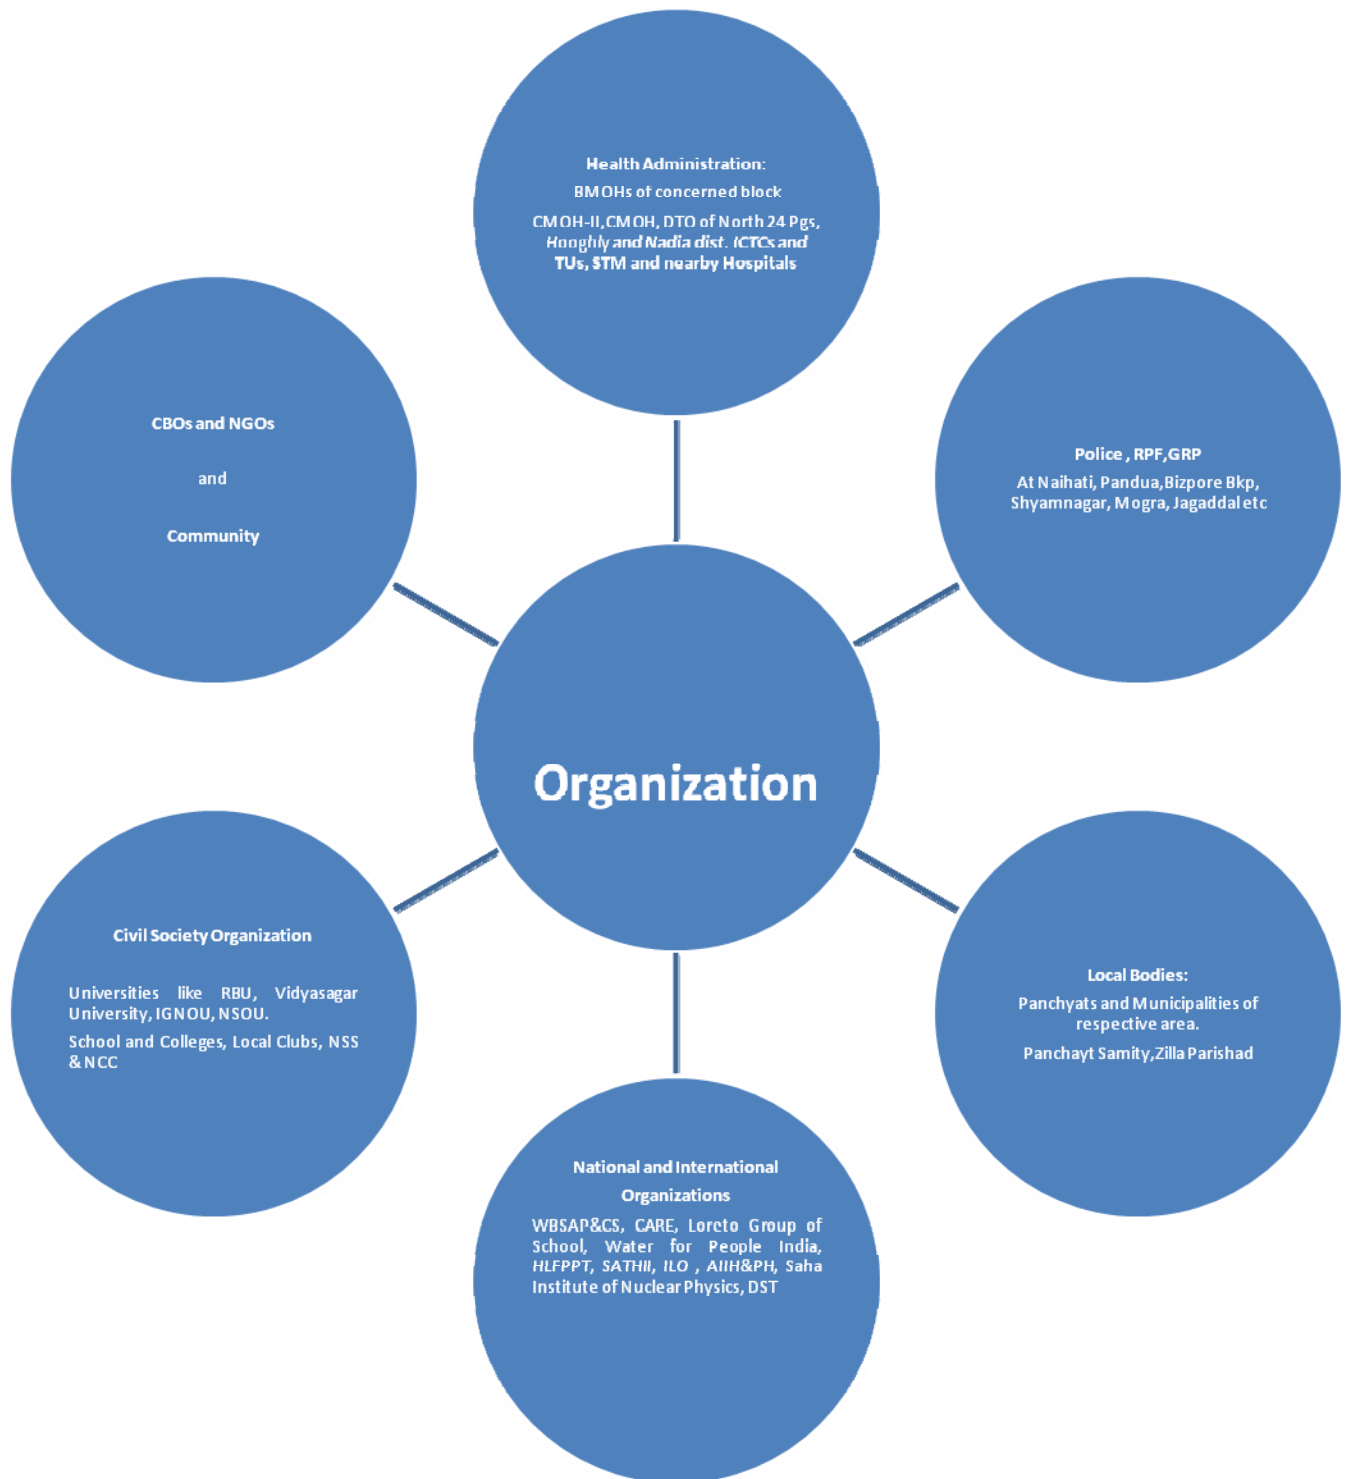 Health Administration:
BMOHs of concerned block
CMOH-II,CMOH, DTO of North 24 Pgs,
Hooghly and Nadia dist. ICTCs and
TUs, STM and nearby Hospitals
Police , RPF,GRP
At Naihati, Pandua,Bizpore Bkp,
Shyamnagar, Mogra, Jagaddal etc
Local Bodies:
Panchyats and Municipalities of
respective area.
Panchayt Samity,Zilla Parishad
National and International
Organizations
WBSAP&CS, CARE, Loreto Group of
School, Water for People India,
HLFPPT, SATHII, ILO , AIIH&PH, Saha
Institute of Nuclear Physics, DST
Civil Society Organization
Universities like RBU, Vidyasagar
University, IGNOU, NSOU.
School and Colleges, Local Clubs, NSS
& NCC
CBOs and NGOs
and
Community
Organization